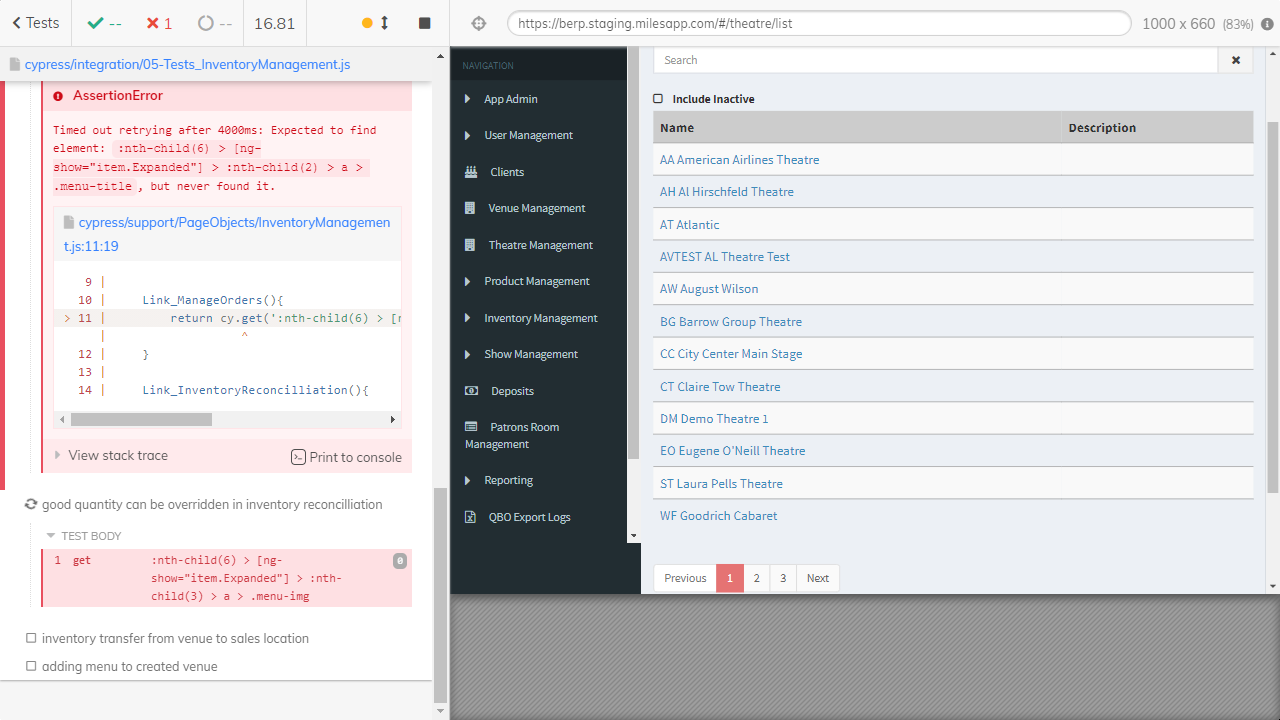 Tests
--
1
--
16.81
https://berp.staging.milesapp.com/#/theatre/list
1000 x 660 (83%)
cypress/integration/05-Tests_InventoryManagement.js
AssertionError
Timed out retrying after 4000ms: Expected to find
element: :nth-child(6) > [ng-
show="item.Expanded"] > :nth-child(2) > a >
.menu-title , but never found it.
cypress/support/PageObjects/InventoryManagemen
t.js:11:19
9 |
10 | Link_ManageOrders(){
> 11 | return cy.get(':nth-child(6) > [n
| ^
12 | }
13 |
14 | Link_InventoryReconcilliation(){
View stack trace
Print to console
good quantity can be overridden in inventory reconcilliation
TEST BODY
1 get :nth-child(6) > [ng- 0
show="item.Expanded"] > :nth-
child(3) > a > .menu-img
inventory transfer from venue to sales location
adding menu to created venue
NAVIGATION
App Admin
User Management
Clients
Venue Management
Theatre Management
Product Management
Inventory Management
Show Management
Deposits
Patrons Room
Management
Reporting
QBO Export Logs
Search
Include Inactive
Name Description
AA American Airlines Theatre
AH Al Hirschfeld Theatre
AT Atlantic
AVTEST AL Theatre Test
AW August Wilson
BG Barrow Group Theatre
CC City Center Main Stage
CT Claire Tow Theatre
DM Demo Theatre 1
EO Eugene O'Neill Theatre
ST Laura Pells Theatre
WF Goodrich Cabaret
Previous 1 2 3 Next